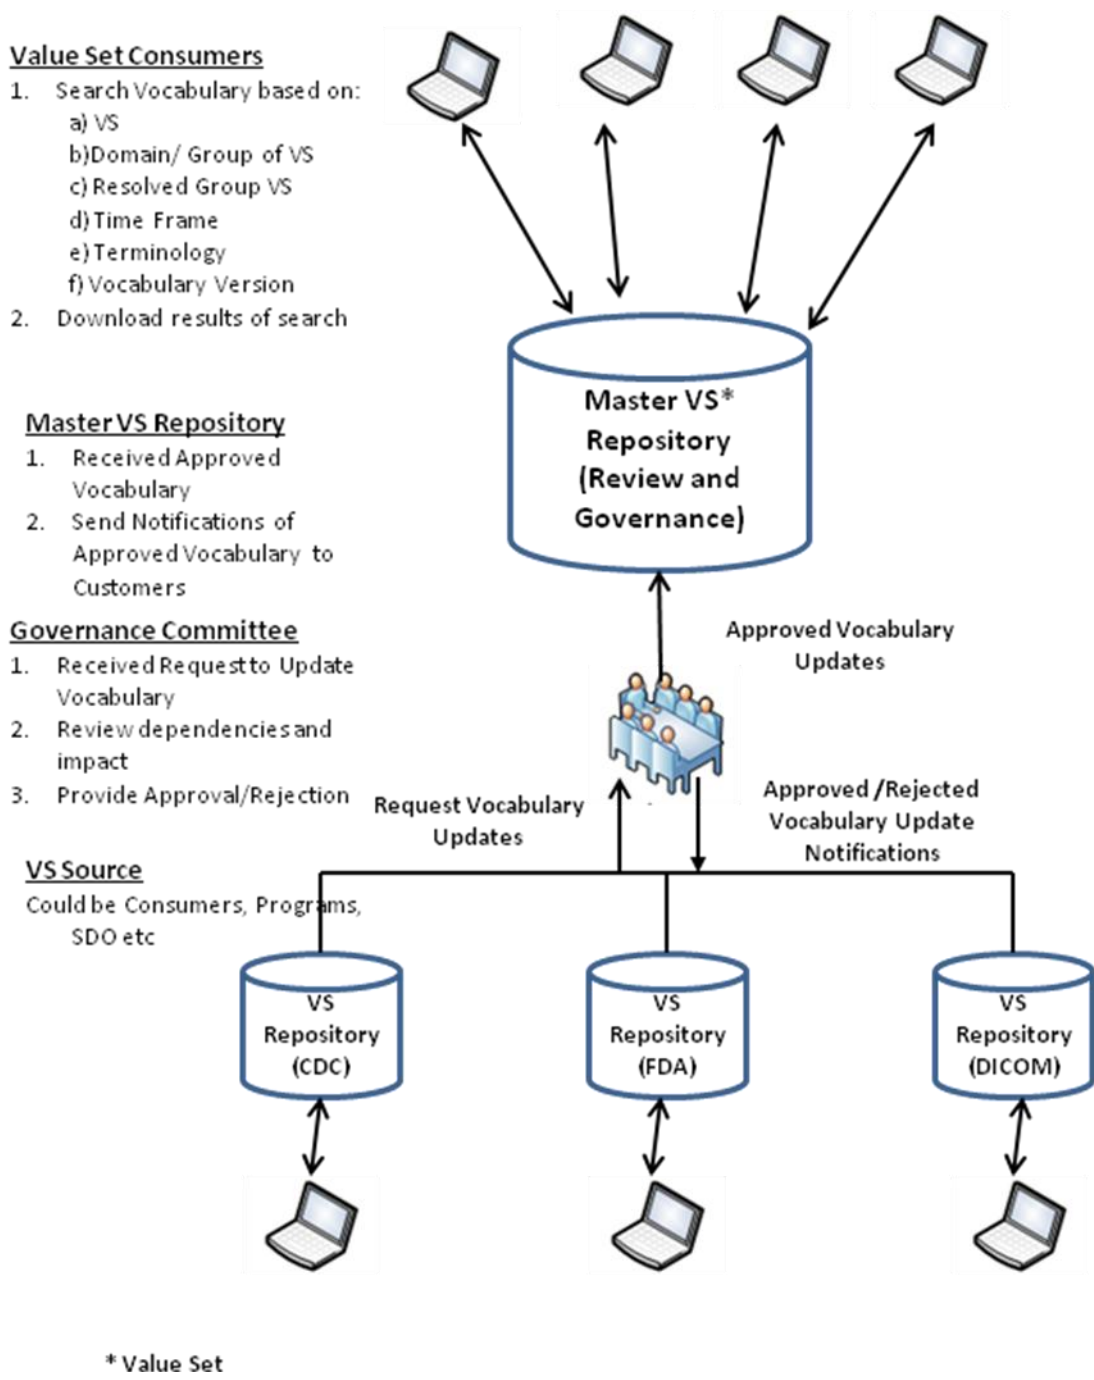 Value Set Consumers
1. Search Vocabulary based on:
a) VS
b)Domain/ Group of VS
c) Resolved Group VS
d) Time Frame
e) Terminology
f) Vocabulary Version
2. Download results of search
Master VS*
Repository
(Review and
Governance)
Master VS Repository
1. Received Approved
Vocabulary
2. Send Notifications of
Approved Vocabulary to
Customers
Governance Committee
1. Received Request to Update
Vocabulary
2. Review dependencies and
impact
3. Provide Approval/Rejection
Approved Vocabulary
Updates
Request Vocabulary
Updates
Approved /Rejected
Vocabulary Update
Notifications
VS Source
Could be Consumers, Programs,
SDO etc
VS
Repository
(CDC)
VS
Repository
(FDA)
VS
Repository
(DICOM)
* Value Set